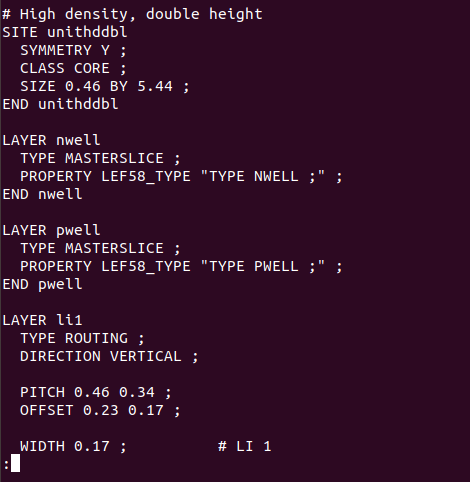 # High density, double height
SITE unithddbl
  SYMMETRY Y ;
  CLASS CORE ;
  SIZE 0.46 BY 5.44 ;
END unithddbl

LAYER nwell
  TYPE MASTERSLICE ;
  PROPERTY LEF58_TYPE "TYPE NWELL ;" ;
END nwell

LAYER pwell
  TYPE MASTERSLICE ;
  PROPERTY LEF58_TYPE "TYPE PWELL ;" ;
END pwell

LAYER li1
  TYPE ROUTING ;
  DIRECTION VERTICAL ;

  PITCH 0.46 0.34 ;
  OFFSET 0.23 0.17 ;

  WIDTH 0.17 ;          # LI 1
: